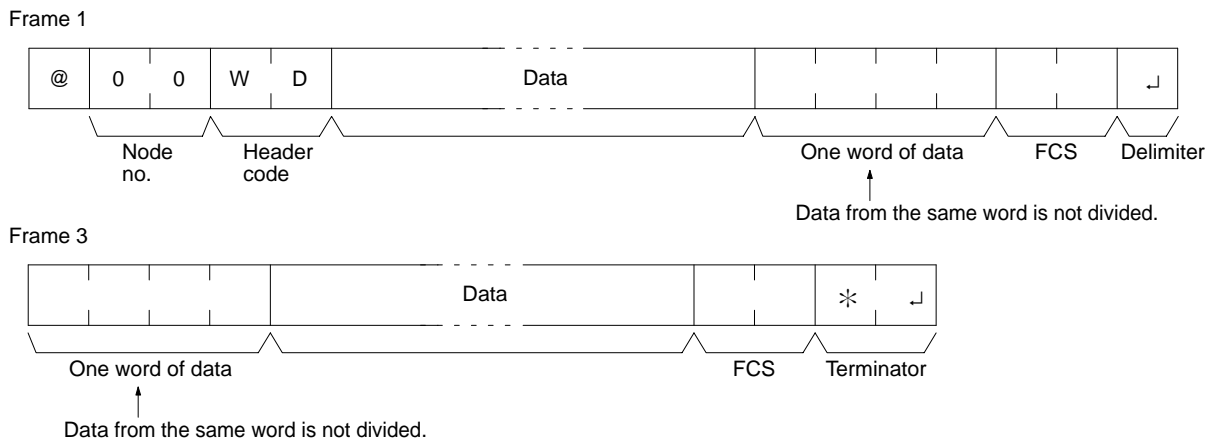 Frame 1
@ 0 0 W D Data ↵
Node no. Header code One word of data FCS Delimiter
Data from the same word is not divided.
Frame 3
Data * ↵
One word of data FCS Terminator
Data from the same word is not divided.